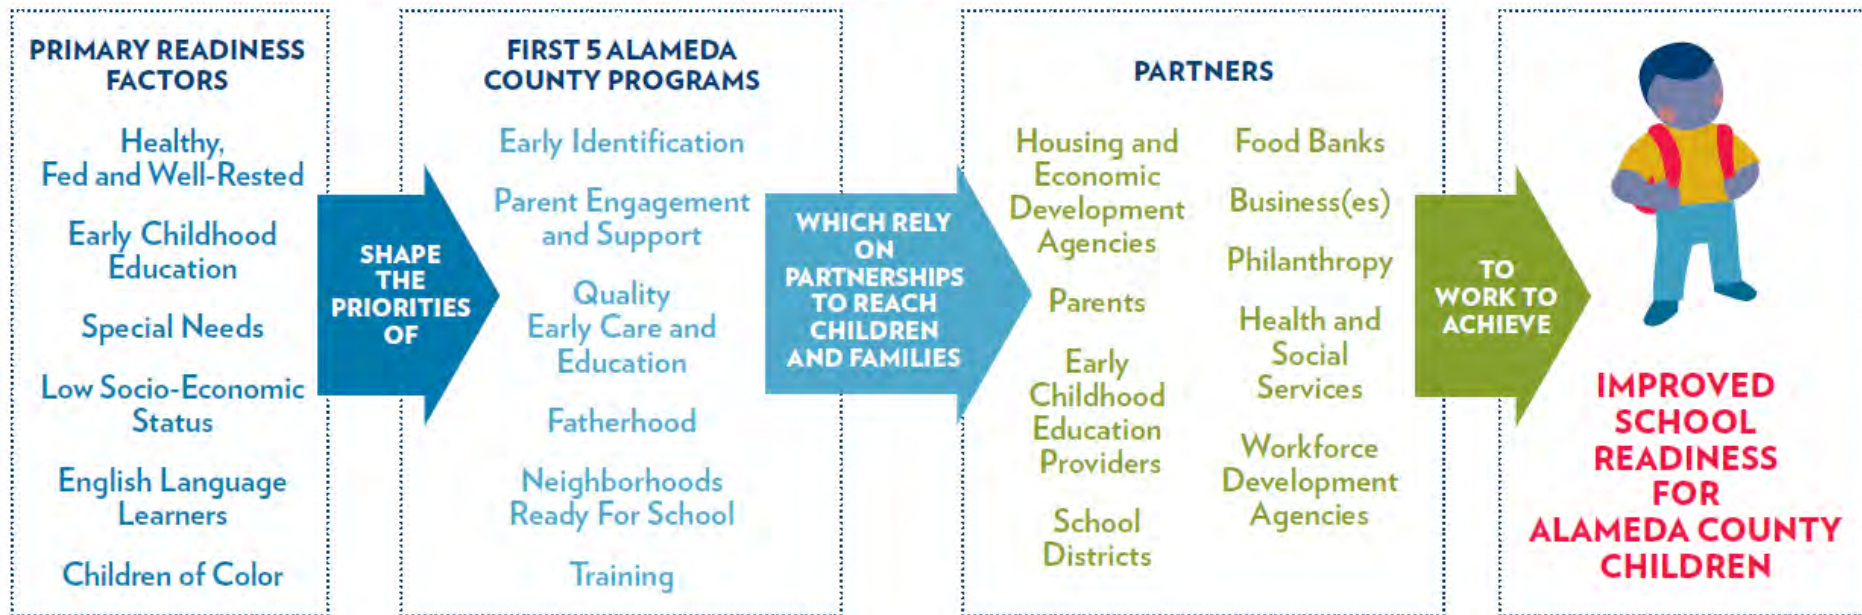 PRIMARY READINESS
FACTORS
Healthy,
Fed and Well-Rested
Early Childhood
Education
Special Needs
Low Socio-Economic
Status
English Language
Learners
Children of Color
SHAPE
THE
PRIORITIES
OF
FIRST 5 ALAMEDA
COUNTY PROGRAMS
Early Identification
Parent Engagement
and Support
Quality
Early Care and
Education
Fatherhood
Neighborhoods
Ready For School
Training
WHICH RELY
ON
PARTNERSHIPS
TO REACH
CHILDREN
AND FAMILIES
PARTNERS
Housing and
Economic
Development
Agencies
Parents
Early
Childhood
Education
Providers
School
Districts
Food Banks
Business(es)
Philanthropy
Health and
Social
Services
Workforce
Development
Agencies
TO
WORK TO
ACHIEVE
IMPROVED
SCHOOL
READINESS
FOR
ALAMEDA COUNTY
CHILDREN